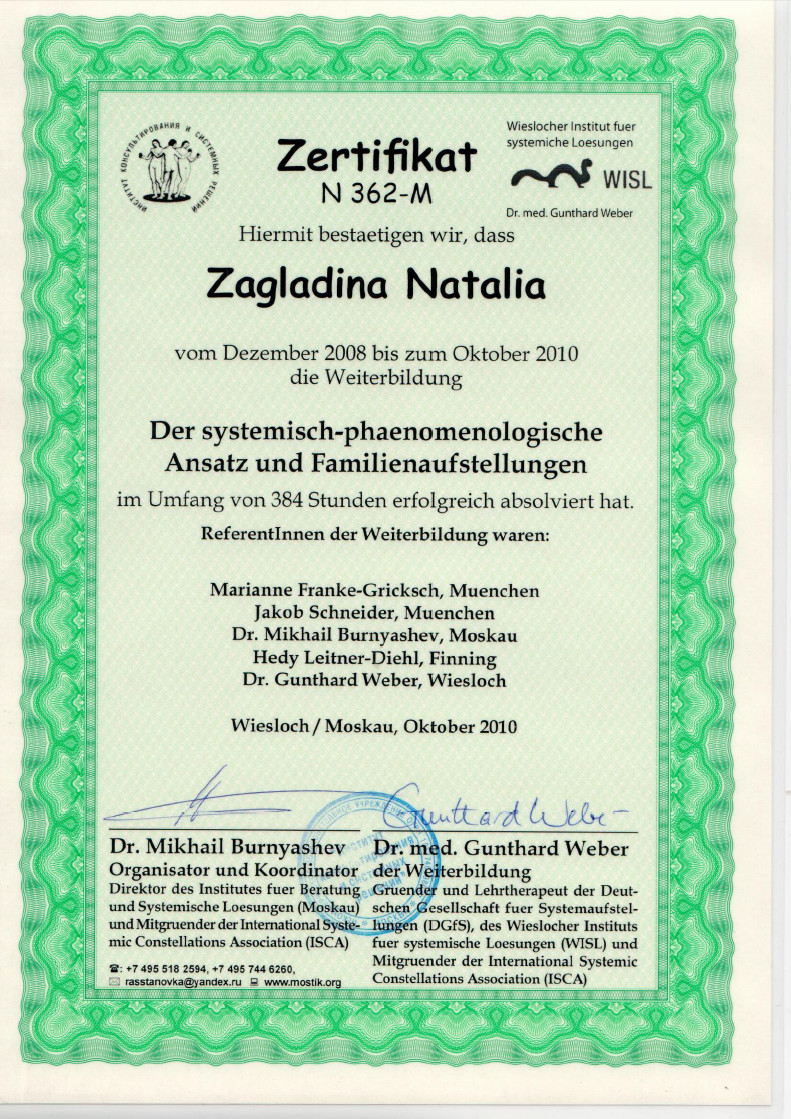 ИНСТИТУТ КОНСУЛЬТИРОВАНИЯ И СИСТЕМНЫХ РЕШЕНИЙ
Wieslocher Institut fuer
systemiche Loesungen
WISL
Dr. med. Gunthard Weber
Zertifikat
N 362-M
Hiermit bestaetigen wir, dass
Zagladina Natalia
vom Dezember 2008 bis zum Oktober 2010
die Weiterbildung
Der systemisch-phaenomenologische
Ansatz und Familienaufstellungen
im Umfang von 384 Stunden erfolgreich absolviert hat.
ReferentInnen der Weiterbildung waren:
Marianne Franke-Gricksch, Muenchen
Jakob Schneider, Muenchen
Dr. Mikhail Burnyashev, Moskau
Hedy Leitner-Diehl, Finning
Dr. Gunthard Weber, Wiesloch
Wiesloch / Moskau, Oktober 2010
Gunthard Weber
Dr. Mikhail Burnyashev
Organisator und Koordinator
Direktor des Institutes fuer Beratung
und Systemische Loesungen (Moskau)
und Mitgruender der International Syste-
mic Constellations Association (ISCA)
☎: +7 495 518 2594, +7 495 744 6260,
rasstanovka@yandex.ru www.mostik.org
Dr. med. Gunthard Weber
der Weiterbildung
Gruender und Lehrtherapeut der Deut-
schen Gesellschaft fuer Systemaufstel-
lungen (DGfS), des Wieslocher Instituts
fuer systemische Loesungen (WISL) und
Mitgruender der International Systemic
Constellations Association (ISCA)